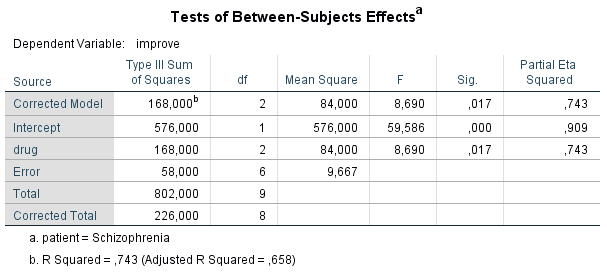 Tests of Between-Subjects Effectsa
Dependent Variable: improve
Source Type III Sum of Squares df Mean Square F Sig. Partial Eta Squared
Corrected Model 168,000b 2 84,000 8,690 ,017 ,743
Intercept 576,000 1 576,000 59,586 ,000 ,909
drug 168,000 2 84,000 8,690 ,017 ,743
Error 58,000 6 9,667
Total 802,000 9
Corrected Total 226,000 8
a. patient = Schizophrenia
b. R Squared = ,743 (Adjusted R Squared = ,658)